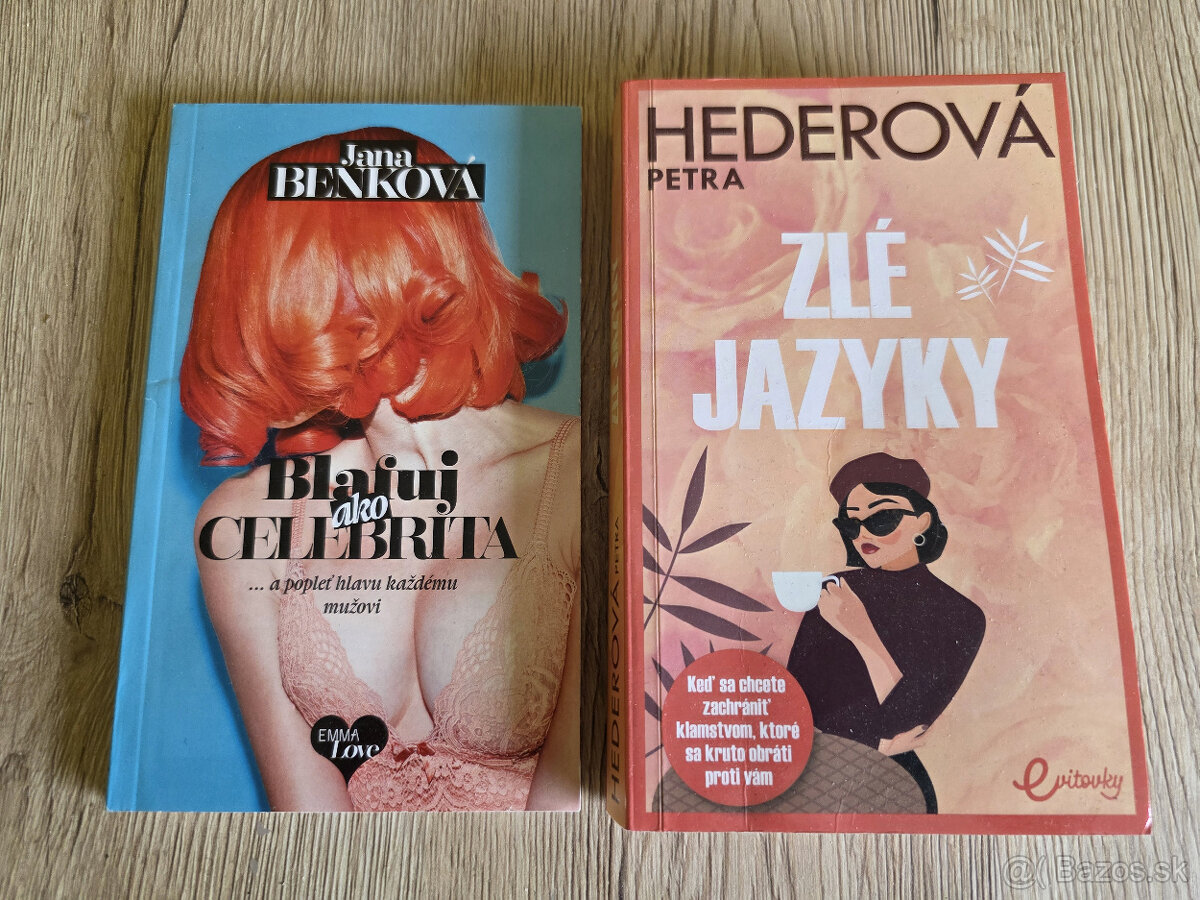 Jana
BENKOVÁ
Blafuj
ako
CELEBRITA
... a popleť hlavu každému
mužovi
EMMA
Love
HEDEROVÁ
PETRA
ZLÉ
JAZYKY
Keď sa chcete
zachrániť
klamstvom, ktoré
sa kruto obráti
proti vám
evitovky
HEDEROVÁ PETRA
@( Bazos.sk